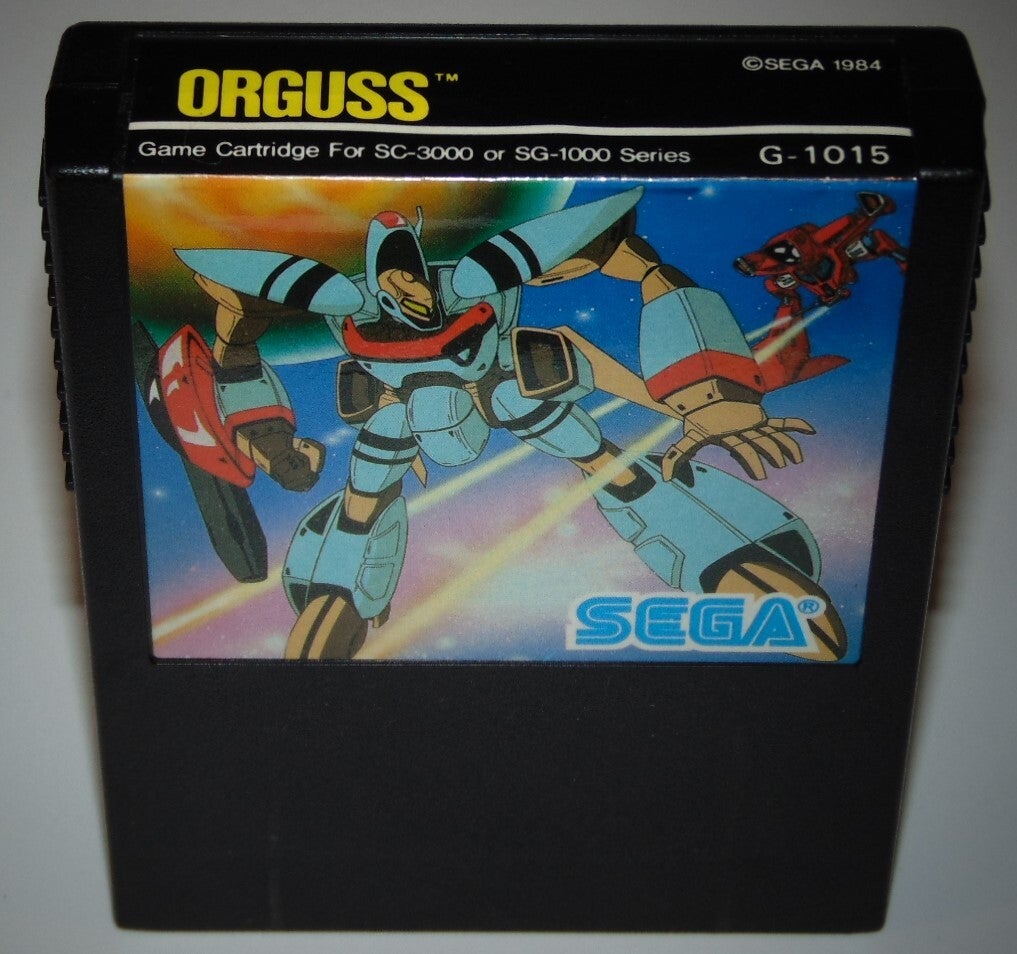 ORGUSS™
©SEGA 1984
Game Cartridge For SC-3000 or SG-1000 Series
G-1015
SEGA®